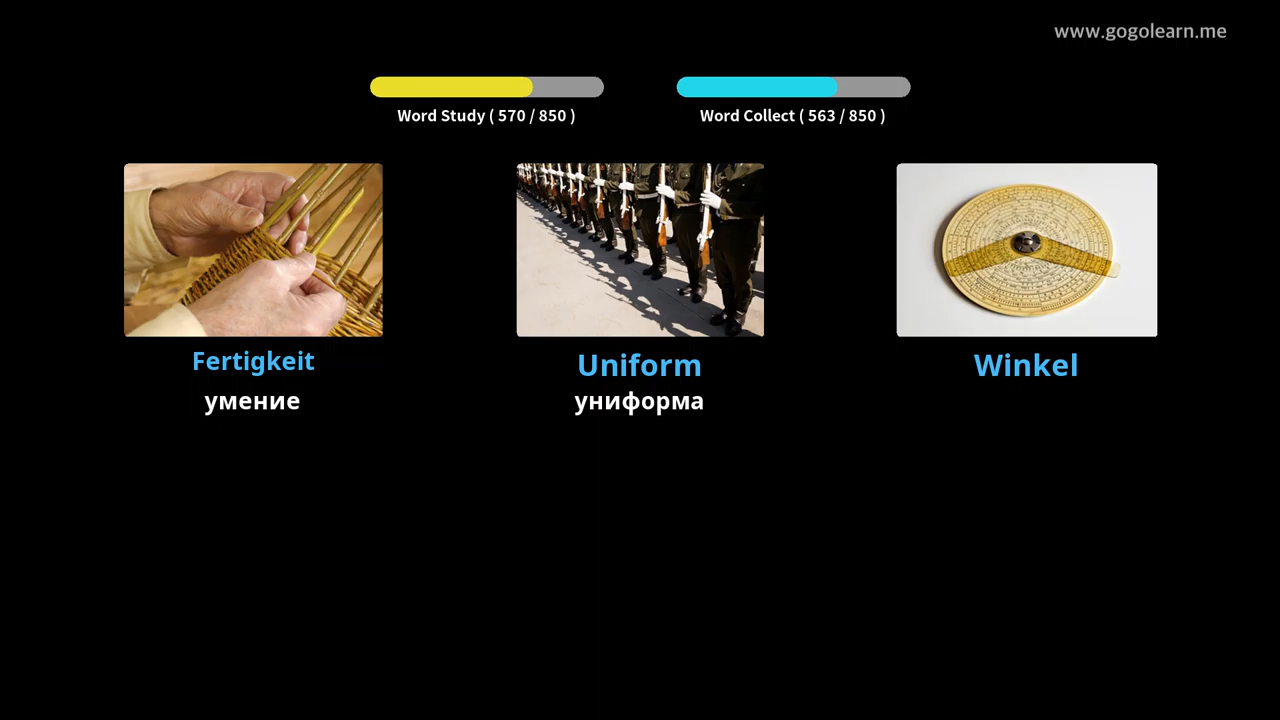 www.gogolearn.me
Word Study ( 570 / 850 )
Word Collect ( 563 / 850 )
Fertigkeit
Uniform
Winkel
умение
униформа